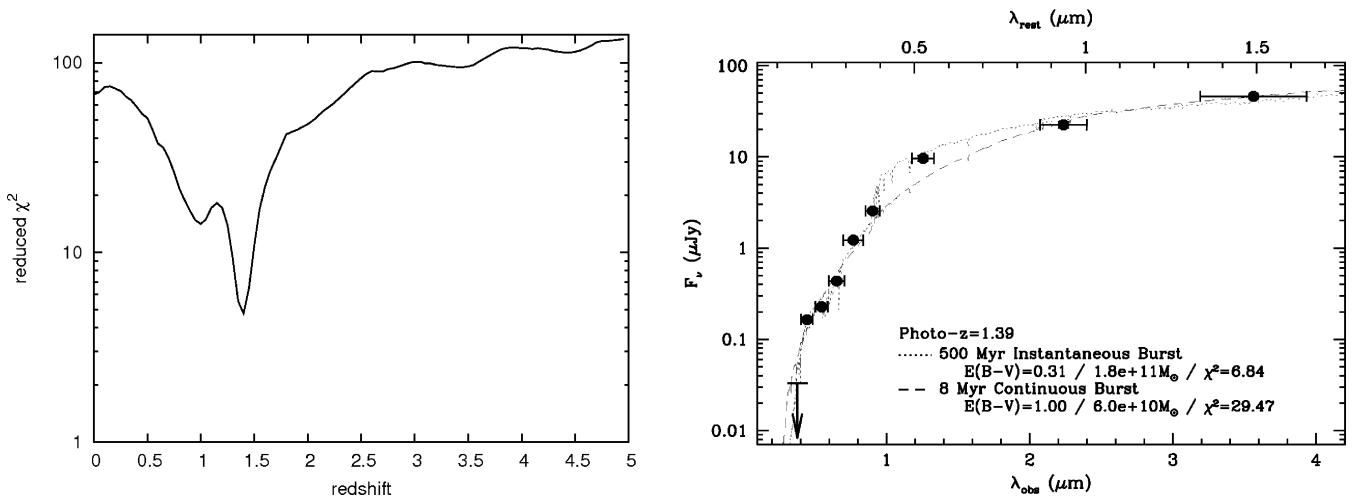 100
10
1
reduced χ²
0 0.5 1 1.5 2 2.5 3 3.5 4 4.5 5
redshift
λrest (μm)
0.5 1 1.5
100
10
1
0.1
0.01
Fν (μJy)
Photo-z=1.39
500 Myr Instantaneous Burst
E(B-V)=0.31 / 1.8e+11M⊙ / χ²=6.84
8 Myr Continuous Burst
E(B-V)=1.00 / 6.0e+10M⊙ / χ²=29.47
1 2 3 4
λobs (μm)